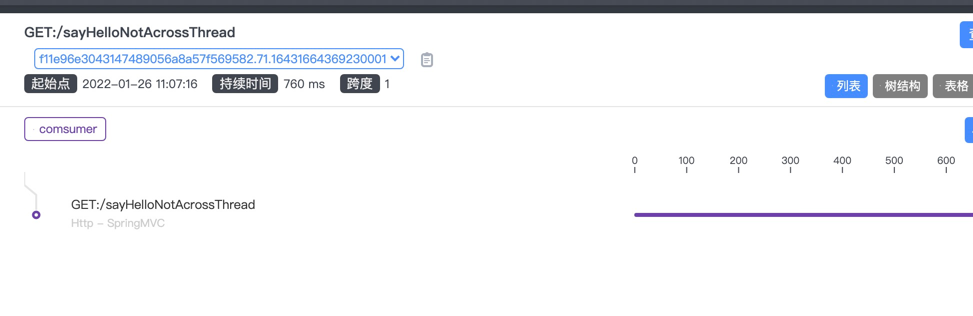 GET:/sayHelloNotAcrossThread
f11e96e3043147489056a8a57f569582.71.16431664369230001
起始点 2022-01-26 11:07:16 持续时间 760 ms 跨度 1
列表 树结构 表格
comsumer
0 100 200 300 400 500 600
GET:/sayHelloNotAcrossThread
Http - SpringMVC